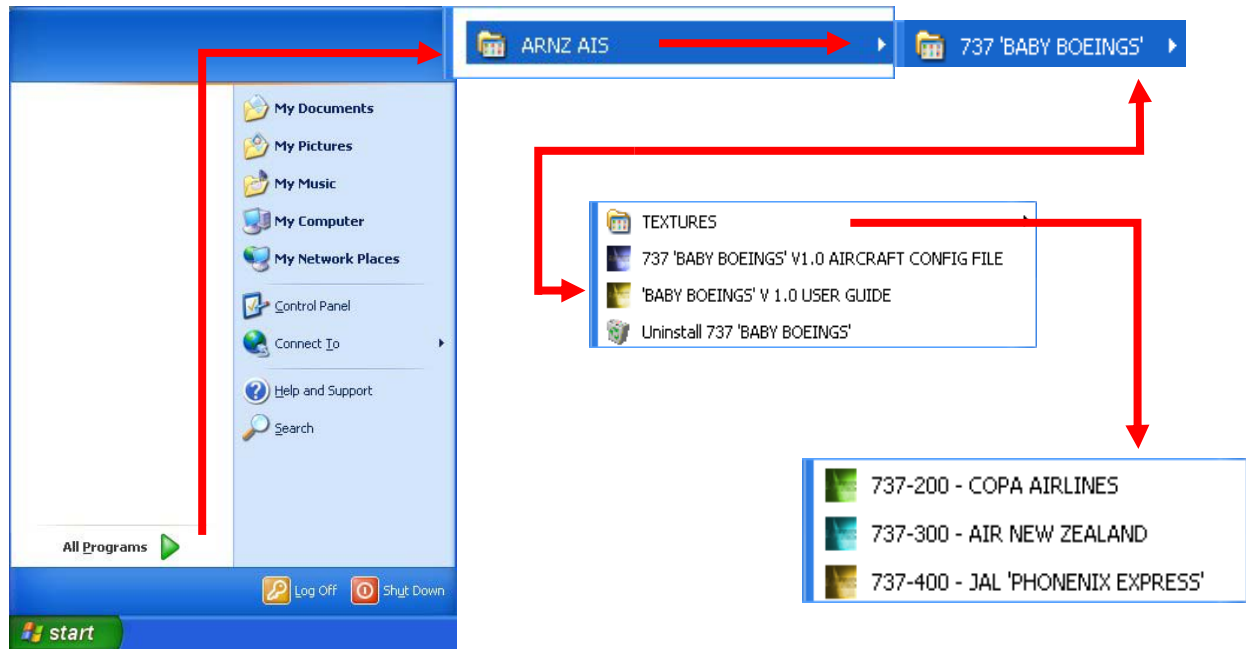 My Documents
My Pictures
My Music
My Computer
My Network Places
Control Panel
Connect To
Help and Support
Search
All Programs
Log Off
Shut Down
start
ARNZ AIS
737 'BABY BOEINGS'
TEXTURES
737 'BABY BOEINGS' V1.0 AIRCRAFT CONFIG FILE
'BABY BOEINGS' V 1.0 USER GUIDE
Uninstall 737 'BABY BOEINGS'
737-200 - COPA AIRLINES
737-300 - AIR NEW ZEALAND
737-400 - JAL 'PHONENIX EXPRESS'